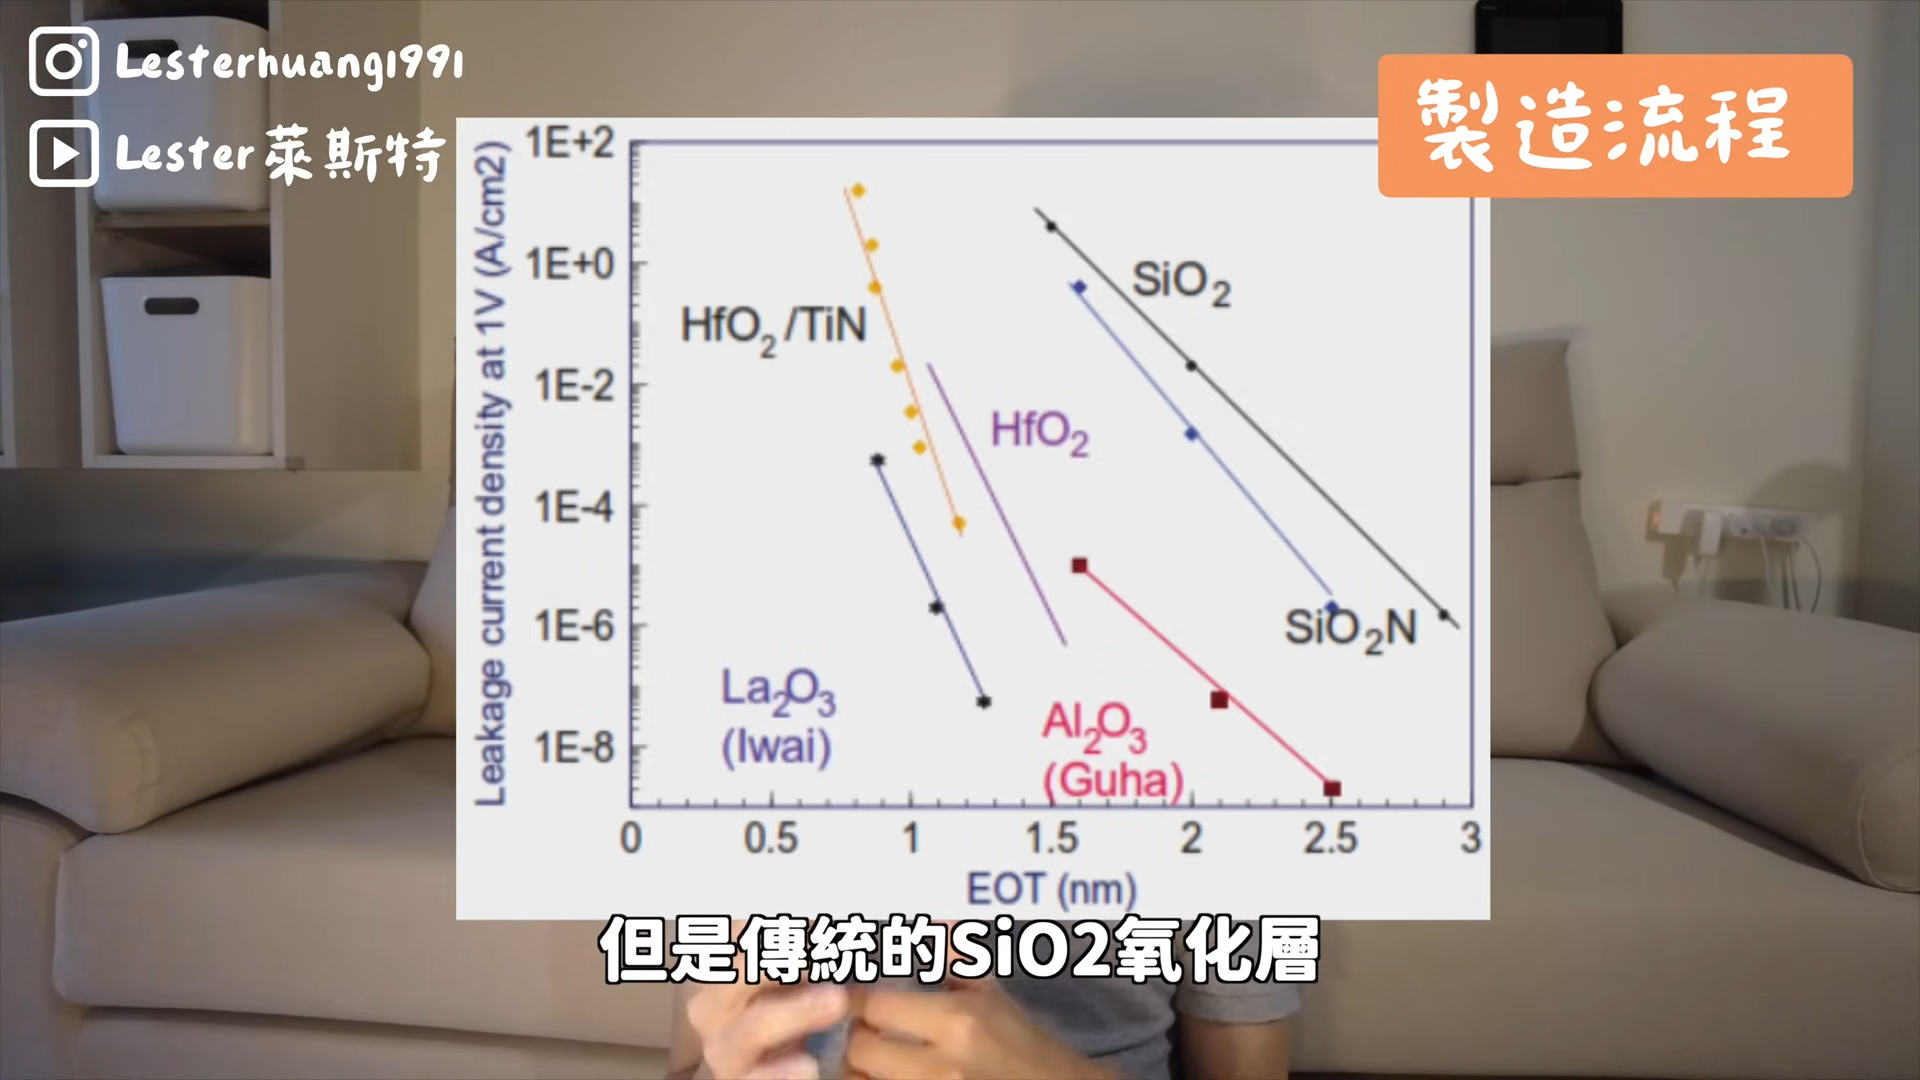 Lesterhuang1991
Lester萊斯特
製造流程
Leakage current density at 1V (A/cm2)
1E+2
1E+0
1E-2
1E-4
1E-6
1E-8
HfO2/TiN
SiO2
HfO2
SiO2N
La2O3
(Iwai)
Al2O3
(Guha)
0 0.5 1 1.5 2 2.5 3
EOT (nm)
但是傳統的SiO2氧化層